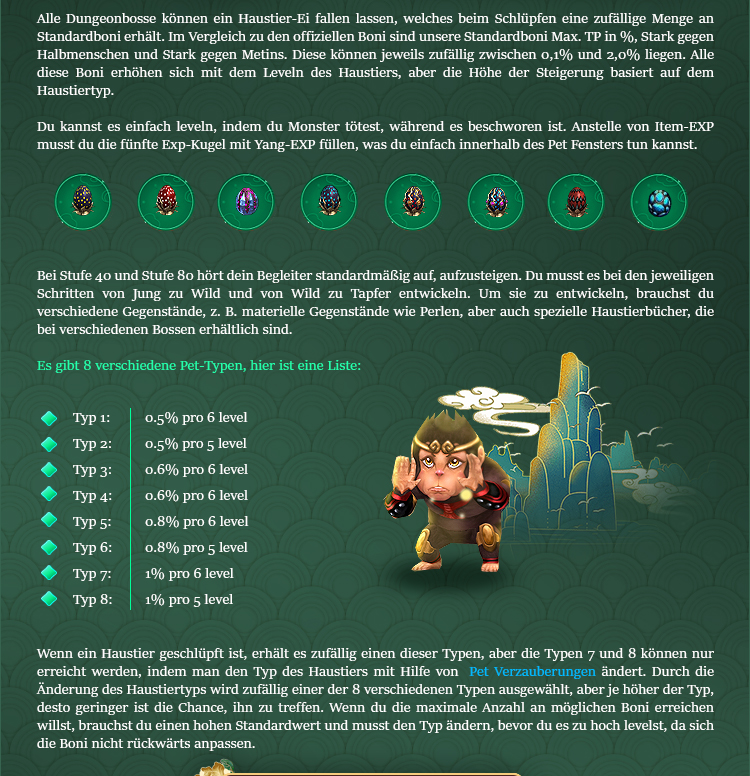 Alle Dungeonbosse können ein Haustier-Ei fallen lassen, welches beim Schlüpfen eine zufällige Menge an
Standardboni erhält. Im Vergleich zu den offiziellen Boni sind unsere Standardboni Max. TP in %, Stark gegen
Halbmenschen und Stark gegen Metins. Diese können jeweils zufällig zwischen 0,1% und 2,0% liegen. Alle
diese Boni erhöhen sich mit dem Leveln des Haustiers, aber die Höhe der Steigerung basiert auf dem
Haustiertyp.
Du kannst es einfach leveln, indem du Monster tötest, während es beschworen ist. Anstelle von Item-EXP
musst du die fünfte Exp-Kugel mit Yang-EXP füllen, was du einfach innerhalb des Pet Fensters tun kannst.
Bei Stufe 40 und Stufe 80 hört dein Begleiter standardmäßig auf, aufzusteigen. Du musst es bei den jeweiligen
Schritten von Jung zu Wild und von Wild zu Tapfer entwickeln. Um sie zu entwickeln, brauchst du
verschiedene Gegenstände, z. B. materielle Gegenstände wie Perlen, aber auch spezielle Haustierbücher, die
bei verschiedenen Bossen erhältlich sind.
Es gibt 8 verschiedene Pet-Typen, hier ist eine Liste:
Typ 1: 0.5% pro 6 level
Typ 2: 0.5% pro 5 level
Typ 3: 0.6% pro 6 level
Typ 4: 0.6% pro 6 level
Typ 5: 0.8% pro 6 level
Typ 6: 0.8% pro 5 level
Typ 7: 1% pro 6 level
Typ 8: 1% pro 5 level
Wenn ein Haustier geschlüpft ist, erhält es zufällig einen dieser Typen, aber die Typen 7 und 8 können nur
erreicht werden, indem man den Typ des Haustiers mit Hilfe von Pet Verzauberungen ändert. Durch die
Änderung des Haustiertyps wird zufällig einer der 8 verschiedenen Typen ausgewählt, aber je höher der Typ,
desto geringer ist die Chance, ihn zu treffen. Wenn du die maximale Anzahl an möglichen Boni erreichen
willst, brauchst du einen hohen Standardwert und musst den Typ ändern, bevor du es zu hoch levelst, da sich
die Boni nicht rückwärts anpassen.